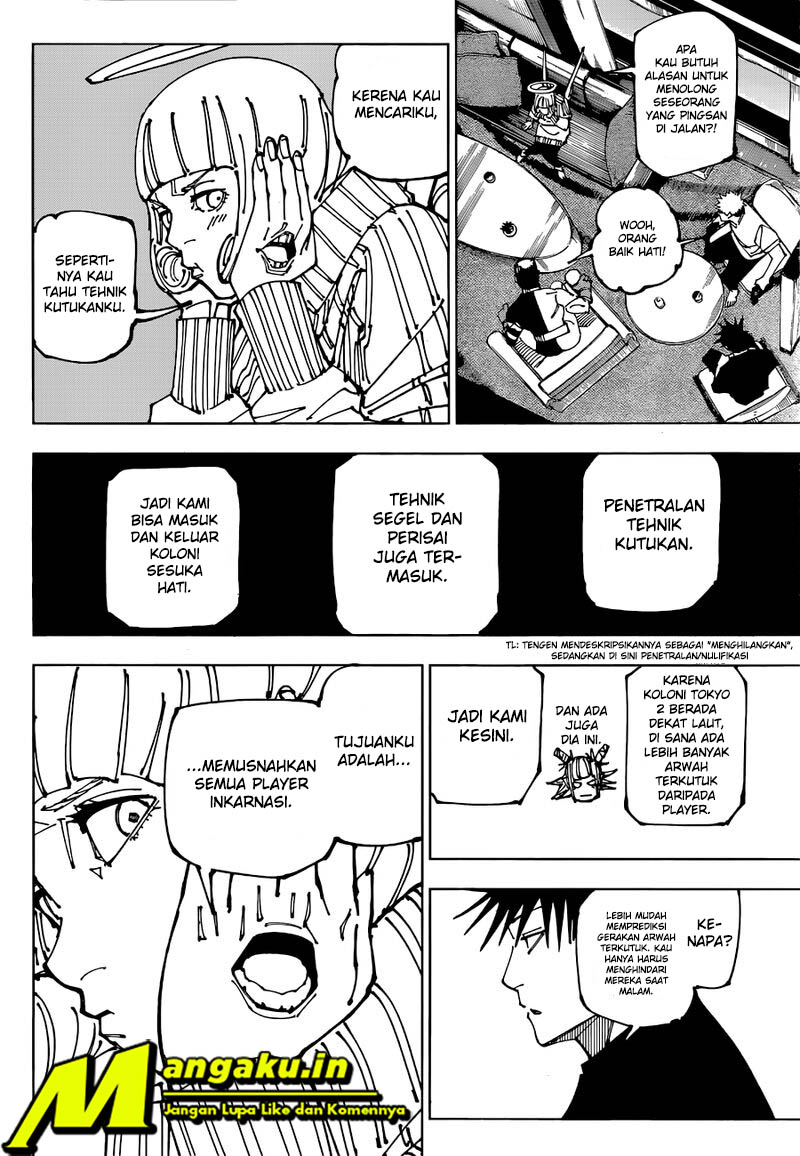 APA
KAU BUTUH
ALASAN UNTUK
MENOLONG
SESEORANG
YANG PINGSAN
DI JALAN?!
WOOH,
ORANG
BAIK HATI!
KERENA KAU
MENCARIKU,
SEPERTI-
NYA KAU
TAHU TEHNIK
KUTUKANKU.
PENETRALAN
TEHNIK
KUTUKAN.
TEHNIK
SEGEL DAN
PERISAI
JUGA TER-
MASUK.
JADI KAMI
BISA MASUK
DAN KELUAR
KOLONI
SESUKA
HATI.
TL: TENGEN MENDESKRIPSIKANNYA SEBAGAI "MENGHILANGKAN",
SEDANGKAN DI SINI PENETRALAN/NULIFIKASI
KARENA
KOLONI TOKYO
2 BERADA
DEKAT LAUT,
DI SANA ADA
LEBIH BANYAK
ARWAH
TERKUTUK
DARIPADA
PLAYER.
DAN ADA
JUGA
DIA INI.
JADI KAMI
KESINI.
KE-
NAPA?
LEBIH MUDAH
MEMPREDIKSI
GERAKAN ARWAH
TERKUTUK. KAU
HANYA HARUS
MENGHINDARI
MEREKA SAAT
MALAM.
TUJUANKU
ADALAH...
...MEMUSNAHKAN
SEMUA PLAYER
INKARNASI.
Mangaku.in
Jangan Lupa Like dan Komennya